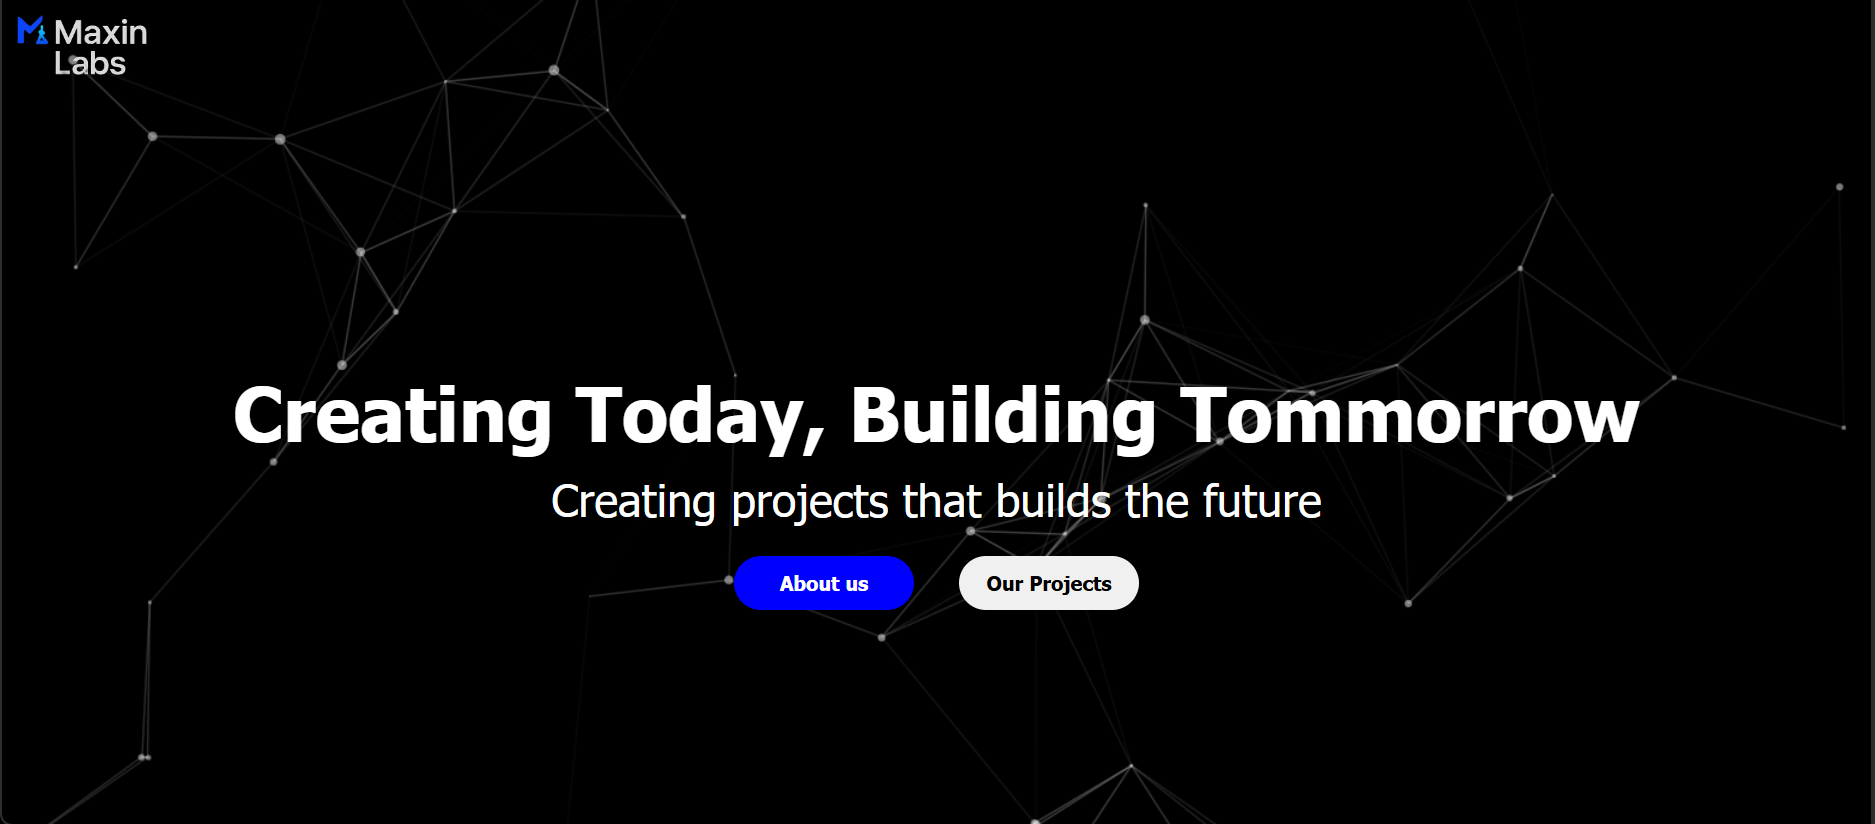 Maxin
Labs
Creating Today, Building Tommorrow
Creating projects that builds the future
About us
Our Projects